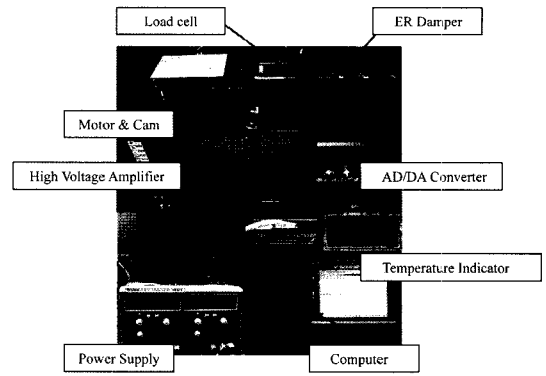 Load cell
ER Damper
Motor & Cam
High Voltage Amplifier
AD/DA Converter
Temperature Indicator
Power Supply
Computer